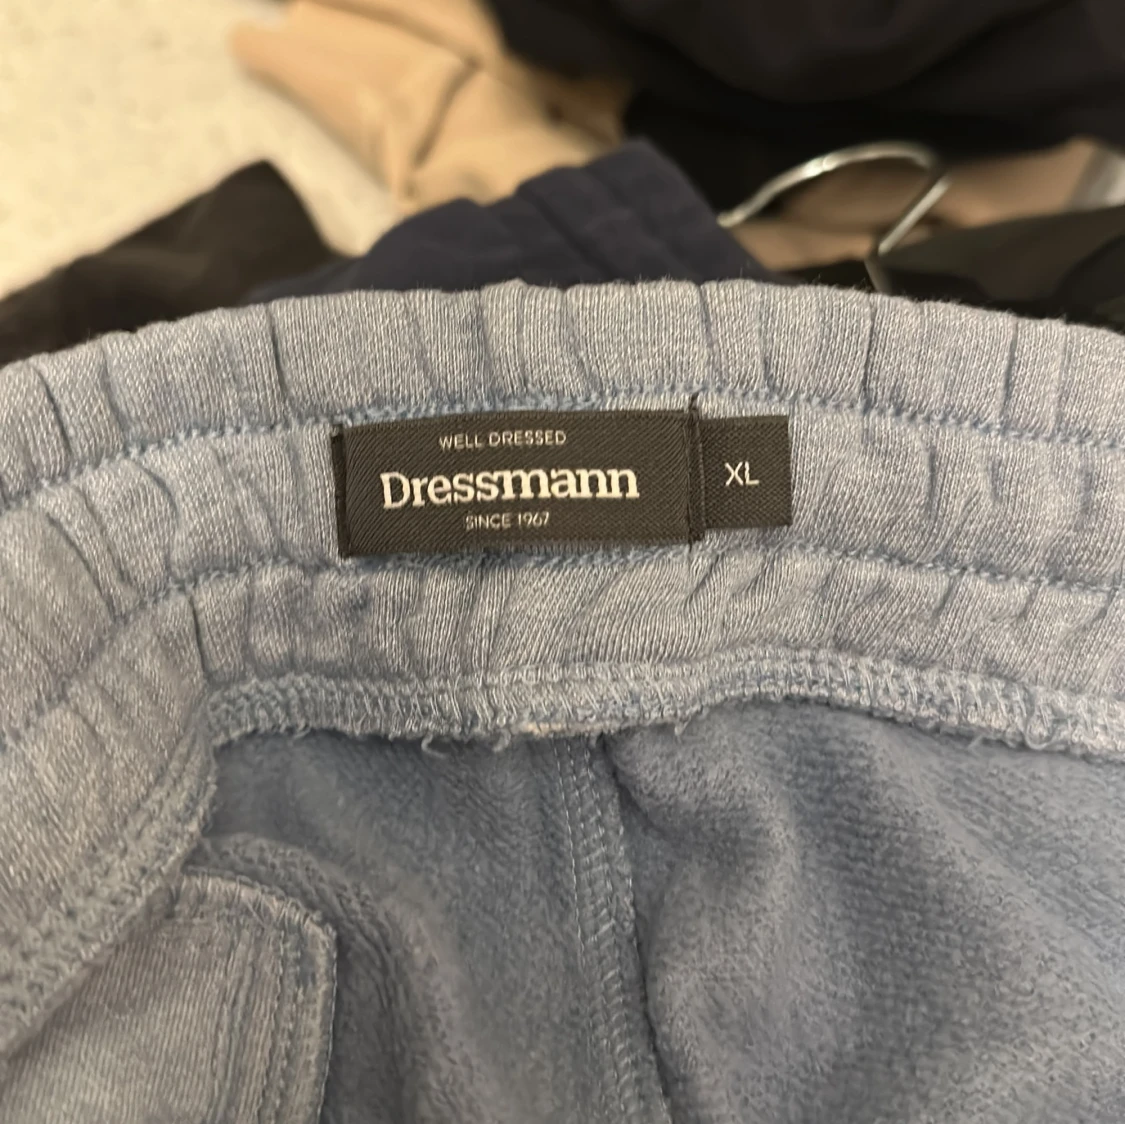 WELL DRESSED
Dressmann
SINCE 1967
XL